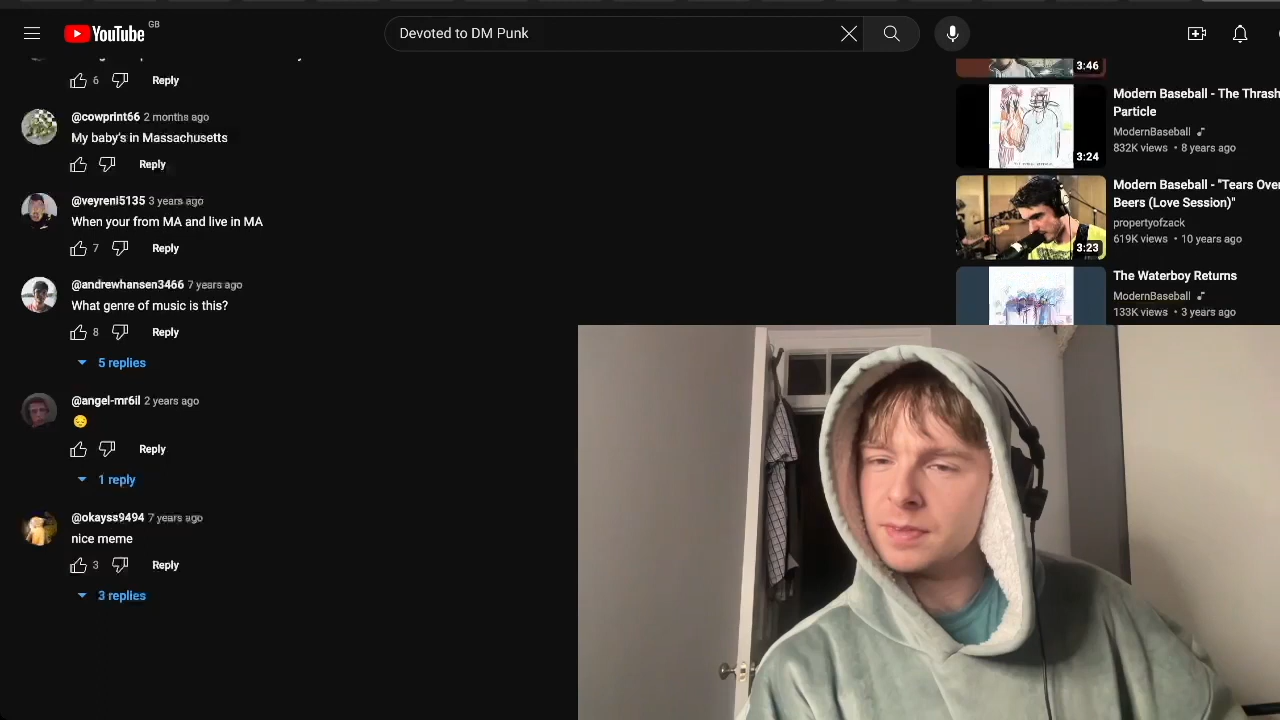 YouTube GB
Devoted to DM Punk
6 Reply
@cowprint66 2 months ago
My baby's in Massachusetts
Reply
@veyreni5135 3 years ago
When your from MA and live in MA
7 Reply
@andrewhansen3466 7 years ago
What genre of music is this?
8 Reply
5 replies
@angel-mr6il 2 years ago
Reply
1 reply
@okayss9494 7 years ago
nice meme
3 Reply
3 replies
3:46
Modern Baseball - The Thrash
Particle
ModernBaseball
832K views • 8 years ago
3:24
Modern Baseball - "Tears Over
Beers (Love Session)"
propertyofzack
619K views • 10 years ago
3:23
The Waterboy Returns
ModernBaseball
133K views • 3 years ago